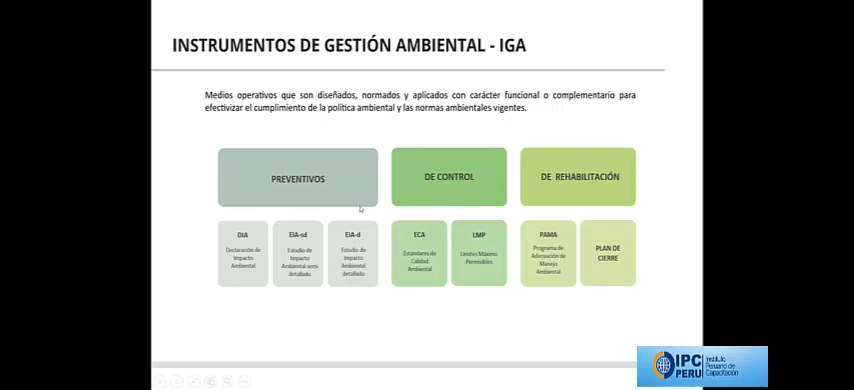 INSTRUMENTOS DE GESTIÓN AMBIENTAL - IGA
Medios operativos que son diseñados, normados y aplicados con carácter funcional o complementario para
efectivizar el cumplimiento de la política ambiental y las normas ambientales vigentes.
PREVENTIVOS
DE CONTROL
DE REHABILITACIÓN
DIA
Declaración de
Impacto
Ambiental
EIA-sd
Estudio de
Impacto
Ambiental semi
detallado
EIA-d
Estudio de
Impacto
Ambiental
detallado
ECA
Estándares de
Calidad
Ambiental
LMP
Limites Máximo
Permisibles
PAMA
Programa de
Adecuación de
Manejo
Ambiental
PLAN DE
CIERRE
IPC
PERU
Instituto
Peruano de
Capacitación